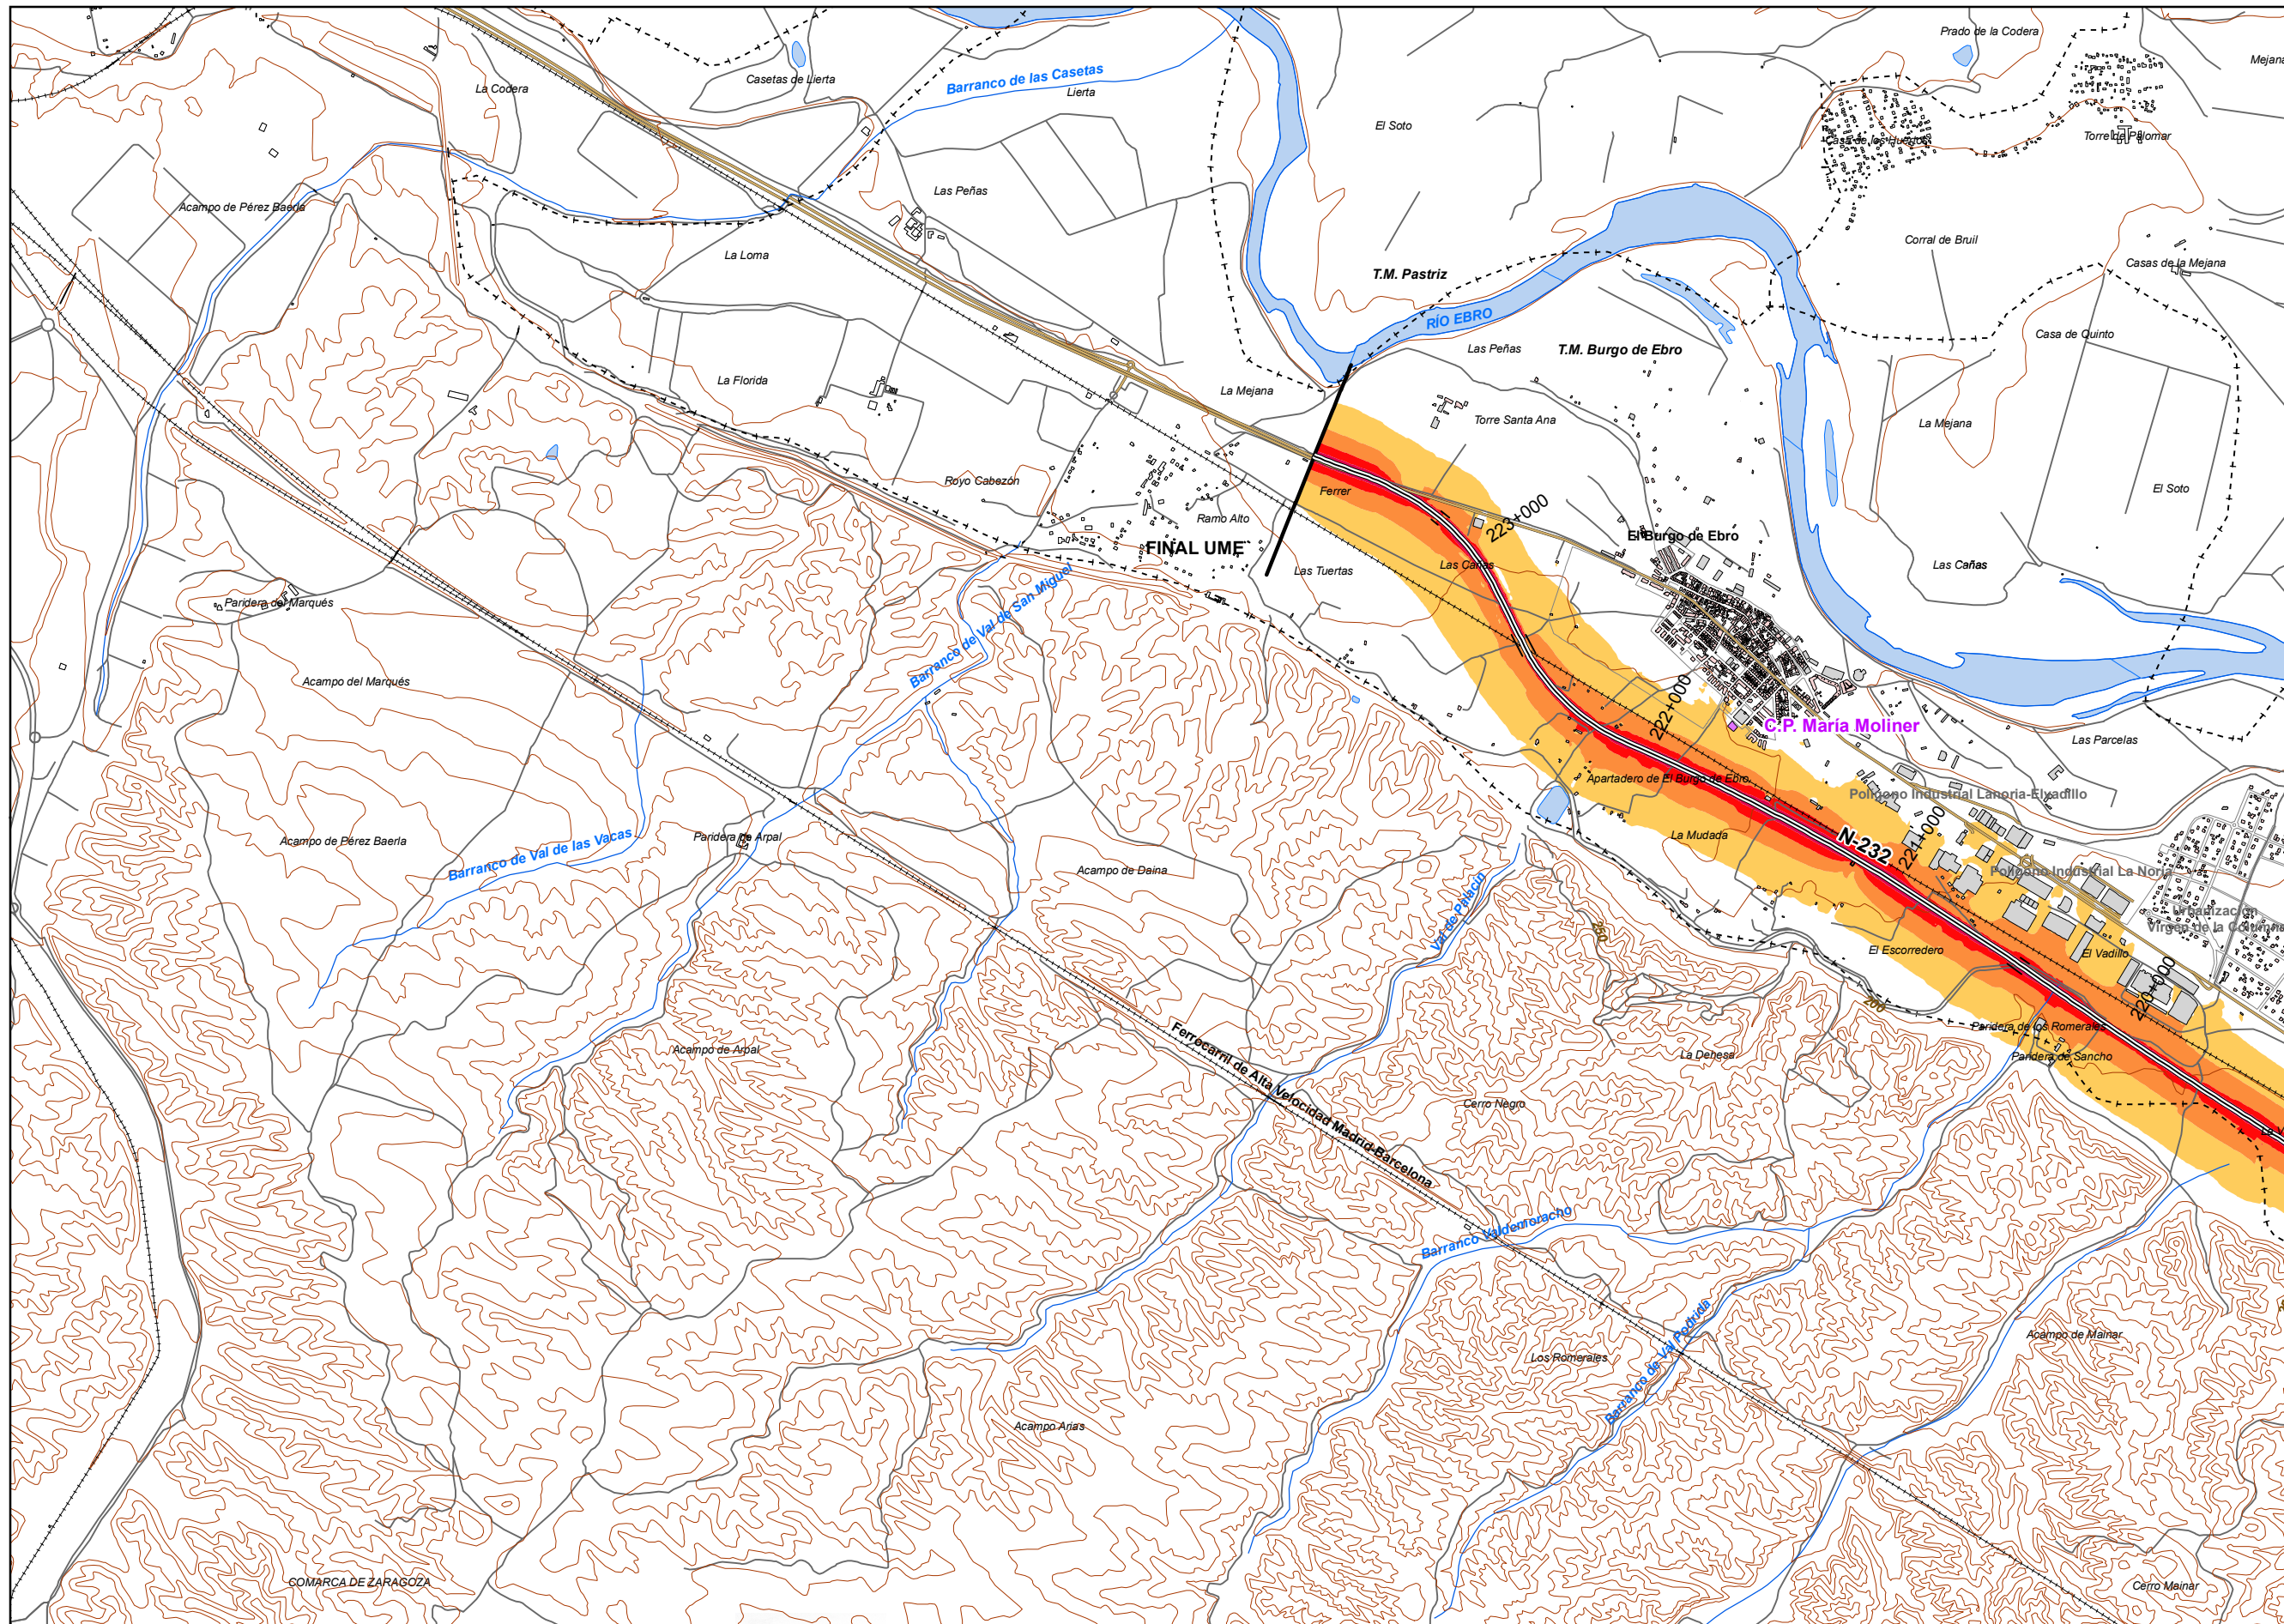 Prado de la Codera
Mejana
Casetas de Lierta
Barranco de las Casetas
La Codera
Lierta
El Soto
Torre de Palomar
Casa de los Huertos
Las Peñas
Acampo de Pérez Baerla
Corral de Bruil
La Loma
T.M. Pastriz
Casas de la Mejana
RÍO EBRO
Casa de Quinto
Las Peñas
T.M. Burgo de Ebro
La Florida
La Mejana
Torre Santa Ana
La Mejana
Royo Cabezón
Ferrer
El Soto
Ramo Alto
223+000
El Burgo de Ebro
FINAL UME
Las Tuertas
Las Cañas
Las Cañas
Paridera del Marqués
Barranco de Val de San Miguel
Acampo del Marqués
222+000
C.P. María Moliner
Las Parcelas
Apartadero de El Burgo de Ebro
Polígono Industrial Lanoria-Elvadillo
La Mudada
Acampo de Pérez Baerla
Barranco de Val de las Vacas
Paridera de Arpal
N-232
221+000
Acampo de Daina
Polígono Industrial La Noria
Val de Palacín
Urbanización
Virgen de la Columna
250
El Escorredero
El Vadillo
220+000
200
Paridera de los Romerales
Acampo de Arpal
La Dehesa
Paridera de Sancho
Ferrocarril de Alta Velocidad Madrid-Barcelona
Cerro Negro
La V
Barranco Valdemoracho
Barranco de Val Podrida
Acampo de Mainar
Los Romerales
Acampo Arias
COMARCA DE ZARAGOZA
Cerro Mainar